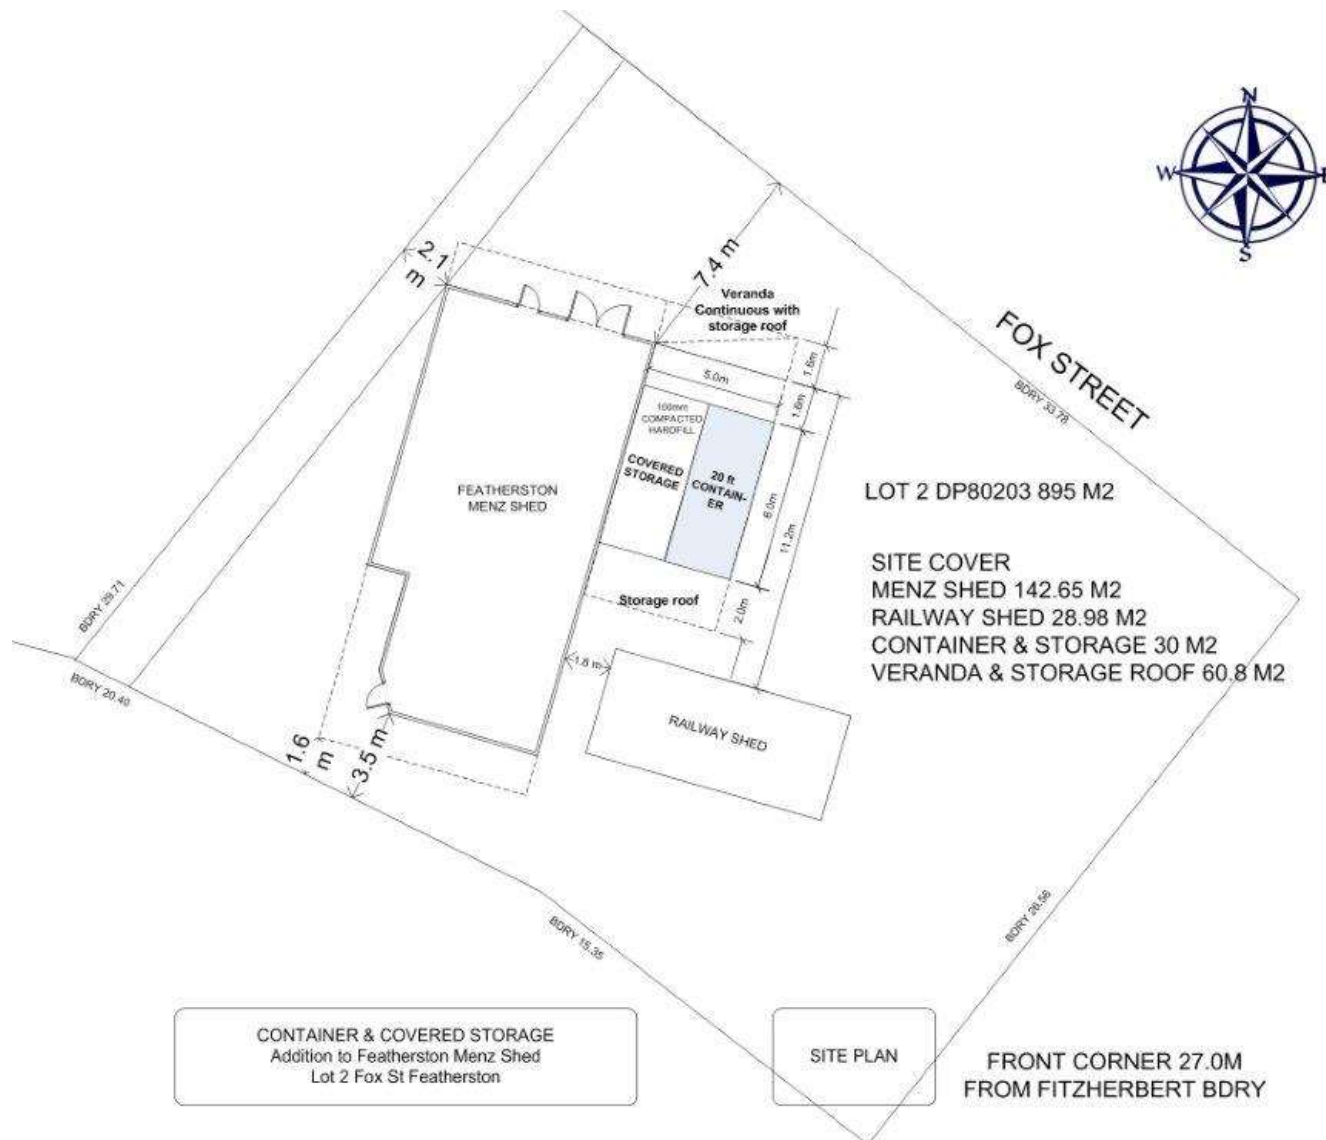 N
W
S
2.1
m
7.4 m
Veranda
Continuous with
storage roof
FOX STREET
BDRY 33.78
1.6m
5.0m
1.6m
100mm
COMPACTED
HARDFILL
COVERED
STORAGE
20 ft
CONTAIN-
ER
FEATHERSTON
MENZ SHED
6.0m
11.2m
LOT 2 DP80203 895 M2
SITE COVER
MENZ SHED 142.65 M2
RAILWAY SHED 28.98 M2
CONTAINER & STORAGE 30 M2
VERANDA & STORAGE ROOF 60.8 M2
Storage roof
2.0m
BDRY 29.71
1.8 m
BDRY 20.40
RAILWAY SHED
1.6
m
3.5 m
BDRY 15.35
BDRY 26.56
CONTAINER & COVERED STORAGE
Addition to Featherston Menz Shed
Lot 2 Fox St Featherston
SITE PLAN
FRONT CORNER 27.0M
FROM FITZHERBERT BDRY